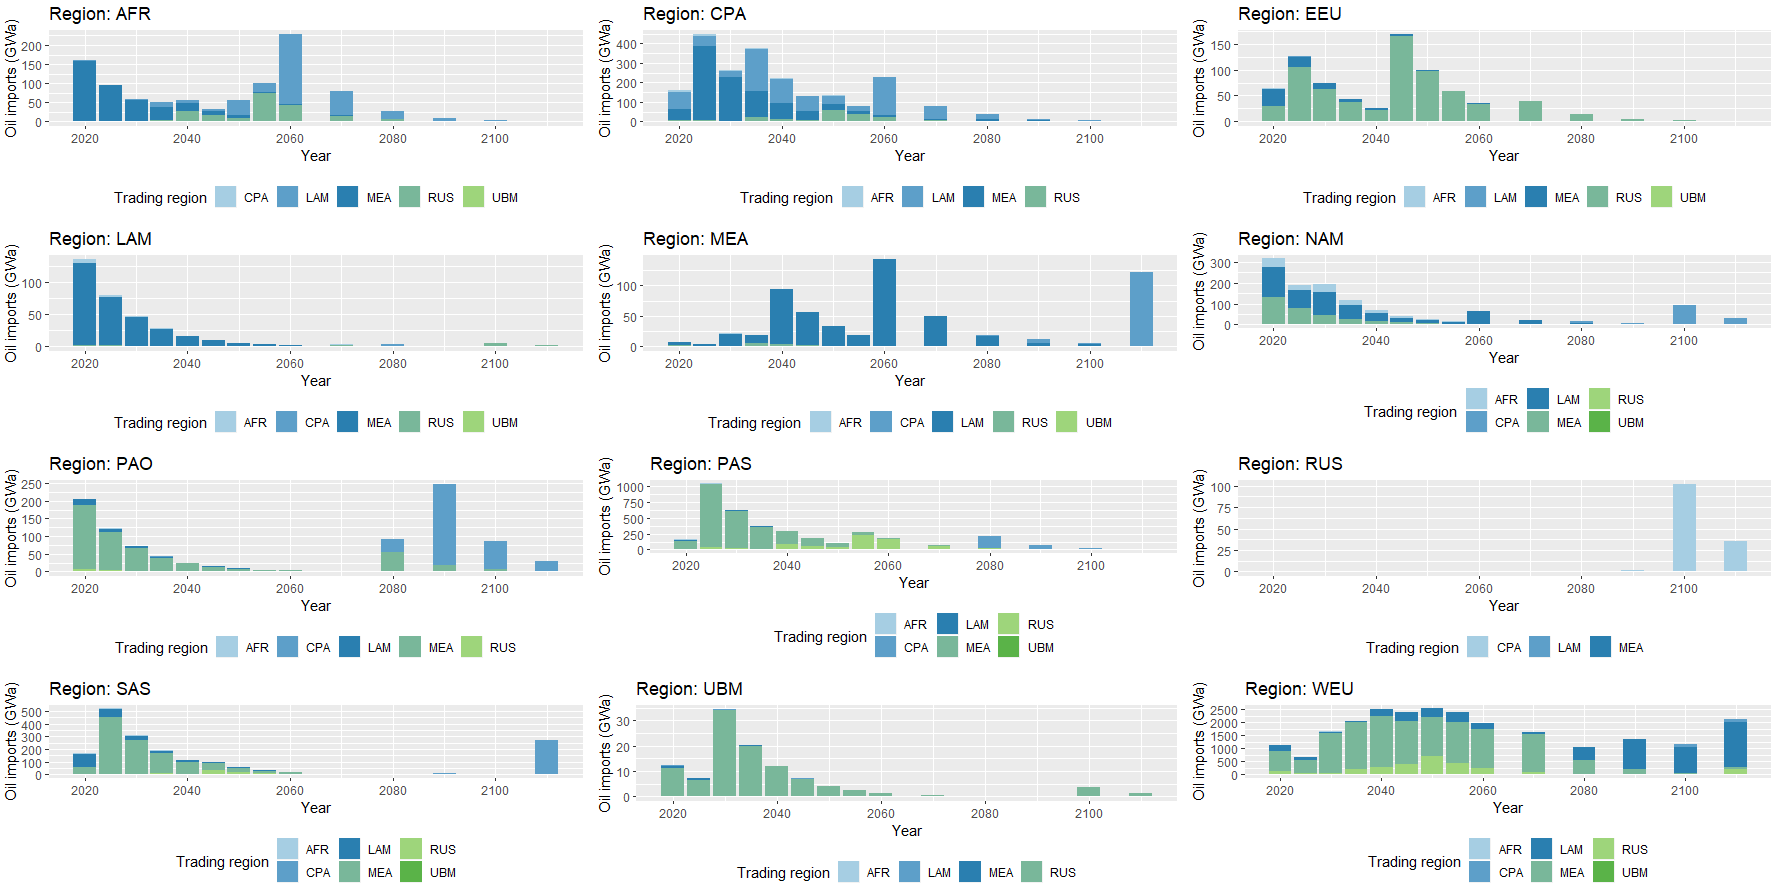 Region: AFR
Oil imports (GWa)
200
150
100
50
0
2020
2040
2060
2080
2100
Year
Trading region
CPA
LAM
MEA
RUS
UBM
Region: CPA
Oil imports (GWa)
400
300
200
100
0
2020
2040
2060
2080
2100
Year
Trading region
AFR
LAM
MEA
RUS
Region: EEU
Oil imports (GWa)
150
100
50
0
2020
2040
2060
2080
2100
Year
Trading region
AFR
LAM
MEA
RUS
UBM
Region: LAM
Oil imports (GWa)
100
50
0
2020
2040
2060
2080
2100
Year
Trading region
AFR
CPA
MEA
RUS
UBM
Region: MEA
Oil imports (GWa)
100
50
0
2020
2040
2060
2080
2100
Year
Trading region
AFR
CPA
LAM
RUS
UBM
Region: NAM
Oil imports (GWa)
300
200
100
0
2020
2040
2060
2080
2100
Year
Trading region
AFR
LAM
RUS
CPA
MEA
UBM
Region: PAO
Oil imports (GWa)
250
200
150
100
50
0
2020
2040
2060
2080
2100
Year
Trading region
AFR
CPA
LAM
MEA
RUS
Region: PAS
Oil imports (GWa)
1000
750
500
250
0
2020
2040
2060
2080
2100
Year
Trading region
AFR
LAM
RUS
CPA
MEA
UBM
Region: RUS
Oil imports (GWa)
100
75
50
25
0
2020
2040
2060
2080
2100
Year
Trading region
CPA
LAM
MEA
Region: SAS
Oil imports (GWa)
500
400
300
200
100
0
2020
2040
2060
2080
2100
Year
Trading region
AFR
LAM
RUS
CPA
MEA
UBM
Region: UBM
Oil imports (GWa)
30
20
10
0
2020
2040
2060
2080
2100
Year
Trading region
AFR
LAM
MEA
RUS
Region: WEU
Oil imports (GWa)
2500
2000
1500
1000
500
0
2020
2040
2060
2080
2100
Year
Trading region
AFR
LAM
RUS
CPA
MEA
UBM